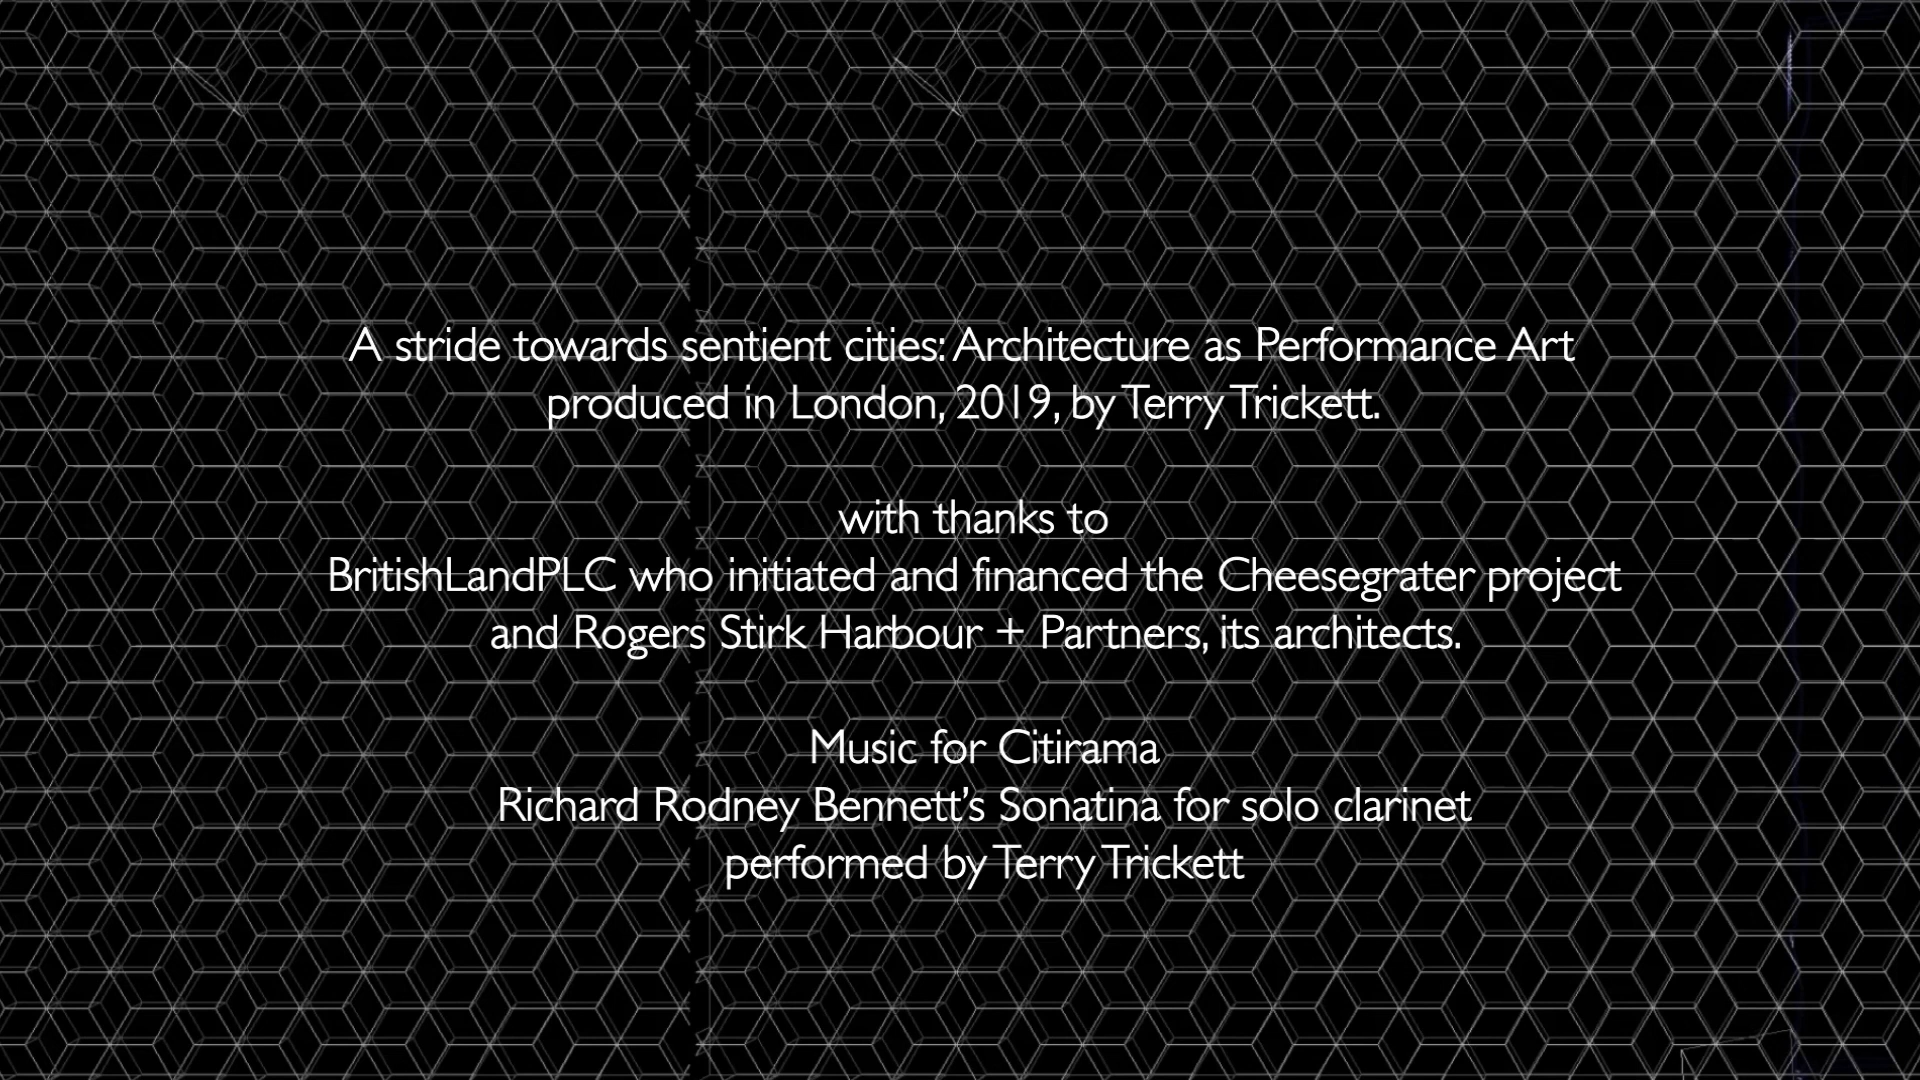 A stride towards sentient cities: Architecture as Performance Art
produced in London, 2019, by Terry Trickett.
with thanks to
BritishLandPLC who initiated and financed the Cheesegrater project
and Rogers Stirk Harbour + Partners, its architects.
Music for Citirama
Richard Rodney Bennett’s Sonatina for solo clarinet
performed by Terry Trickett